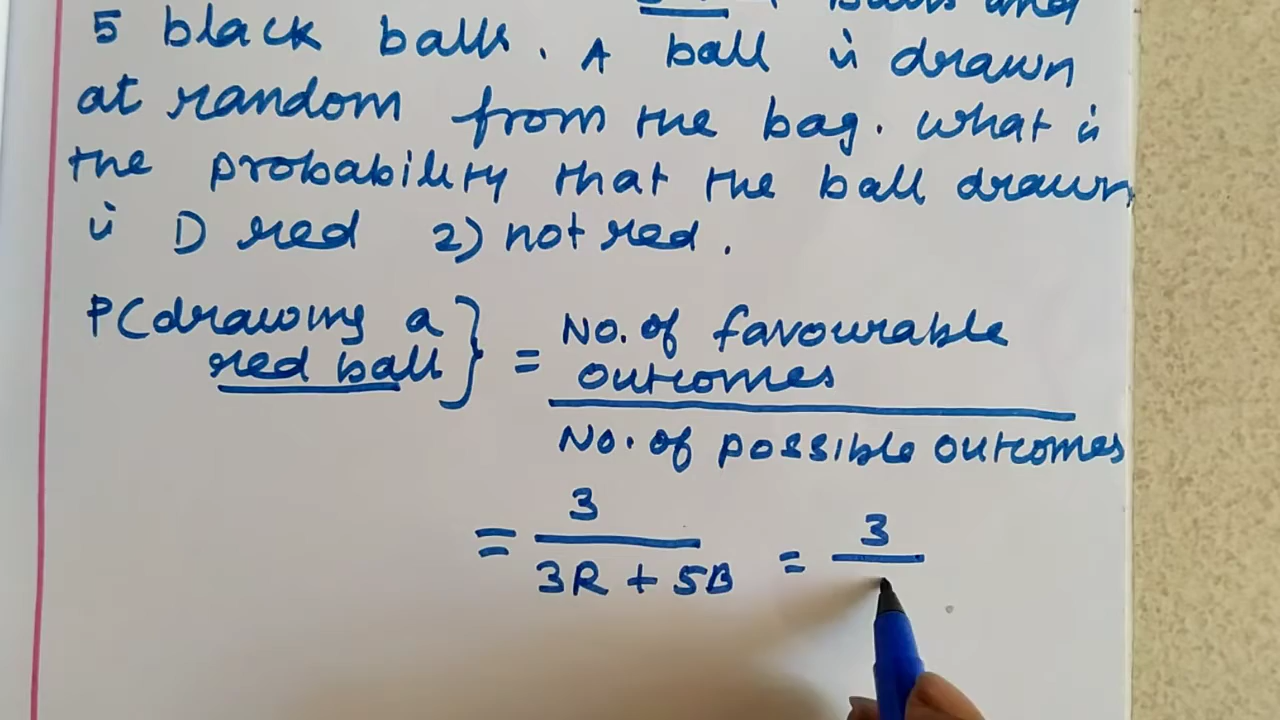 balls and
5 black balls. A ball is drawn
at random from the bag. what is
the probability that the ball drawn
is 1) red 2) not red.
P(drawing a red ball} = No. of favourable outcomes
No. of possible outcomes
= 3 / 3R + 5B = 3